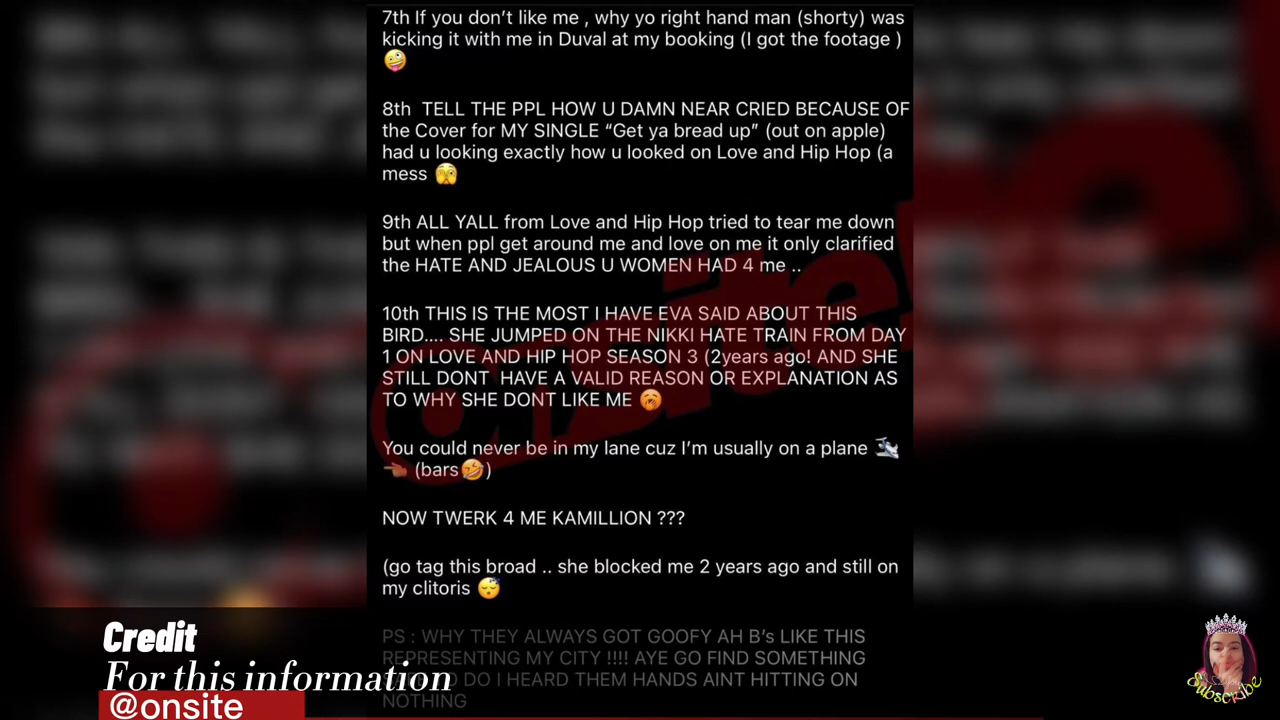 7th If you don’t like me , why yo right hand man (shorty) was
kicking it with me in Duval at my booking (I got the footage )
🤪
8th  TELL THE PPL HOW U DAMN NEAR CRIED BECAUSE OF
the Cover for MY SINGLE “Get ya bread up” (out on apple)
had u looking exactly how u looked on Love and Hip Hop (a
mess 🫣
9th ALL YALL from Love and Hip Hop tried to tear me down
but when ppl get around me and love on me it only clarified
the HATE AND JEALOUS U WOMEN HAD 4 me ..
10th THIS IS THE MOST I HAVE EVA SAID ABOUT THIS
BIRD.... SHE JUMPED ON THE NIKKI HATE TRAIN FROM DAY
1 ON LOVE AND HIP HOP SEASON 3 (2years ago! AND SHE
STILL DONT  HAVE A VALID REASON OR EXPLANATION AS
TO WHY SHE DONT LIKE ME 🥱
You could never be in my lane cuz I’m usually on a plane 🛩
👈🏾 (bars🤣)
NOW TWERK 4 ME KAMILLION ???
(go tag this broad .. she blocked me 2 years ago and still on
my clitoris 😴
PS : WHY THEY ALWAYS GOT GOOFY AH B’s LIKE THIS
REPRESENTING MY CITY !!!! AYE GO FIND SOMETHING
DO I HEARD THEM HANDS AINT HITTING ON
NOTHING
Credit
For this information
@onsite
Onsite!
Subscribe